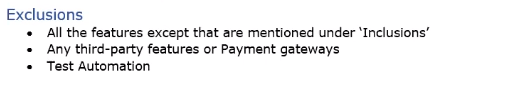 Exclusions
• All the features except that are mentioned under ‘Inclusions’
• Any third-party features or Payment gateways
• Test Automation